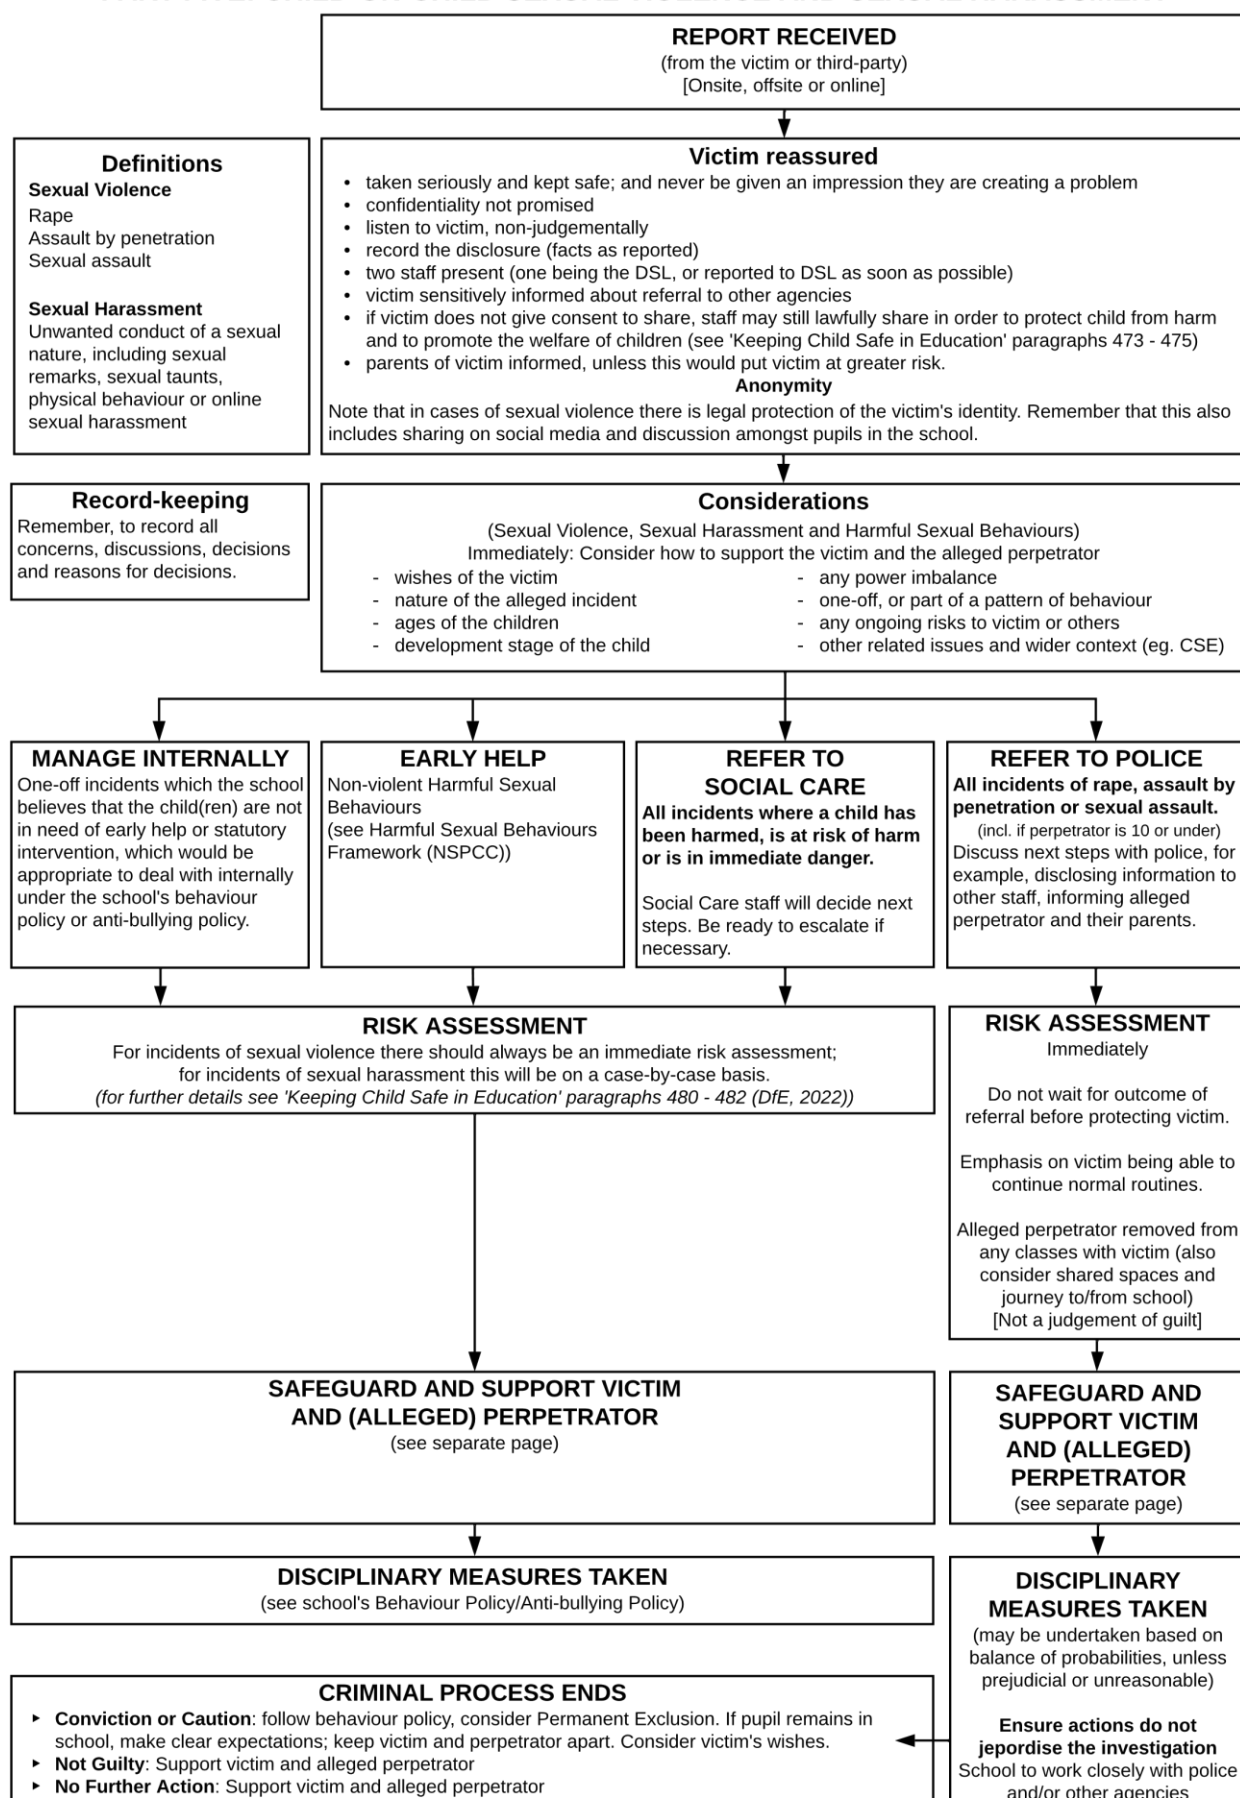 REPORT RECEIVED
(from the victim or third-party)
[Onsite, offsite or online]
Definitions
Sexual Violence
Rape
Assault by penetration
Sexual assault
Sexual Harassment
Unwanted conduct of a sexual
nature, including sexual
remarks, sexual taunts,
physical behaviour or online
sexual harassment
Victim reassured
• taken seriously and kept safe; and never be given an impression they are creating a problem
• confidentiality not promised
• listen to victim, non-judgementally
• record the disclosure (facts as reported)
• two staff present (one being the DSL, or reported to DSL as soon as possible)
• victim sensitively informed about referral to other agencies
• if victim does not give consent to share, staff may still lawfully share in order to protect child from harm
and to promote the welfare of children (see 'Keeping Child Safe in Education' paragraphs 473 - 475)
• parents of victim informed, unless this would put victim at greater risk.
Anonymity
Note that in cases of sexual violence there is legal protection of the victim's identity. Remember that this also
includes sharing on social media and discussion amongst pupils in the school.
Record-keeping
Remember, to record all
concerns, discussions, decisions
and reasons for decisions.
Considerations
(Sexual Violence, Sexual Harassment and Harmful Sexual Behaviours)
Immediately: Consider how to support the victim and the alleged perpetrator
- wishes of the victim
- nature of the alleged incident
- ages of the children
- development stage of the child
- any power imbalance
- one-off, or part of a pattern of behaviour
- any ongoing risks to victim or others
- other related issues and wider context (eg. CSE)
MANAGE INTERNALLY
One-off incidents which the school
believes that the child(ren) are not
in need of early help or statutory
intervention, which would be
appropriate to deal with internally
under the school's behaviour
policy or anti-bullying policy.
EARLY HELP
Non-violent Harmful Sexual
Behaviours
(see Harmful Sexual Behaviours
Framework (NSPCC))
REFER TO
SOCIAL CARE
All incidents where a child has
been harmed, is at risk of harm
or is in immediate danger.
Social Care staff will decide next
steps. Be ready to escalate if
necessary.
REFER TO POLICE
All incidents of rape, assault by
penetration or sexual assault.
(incl. if perpetrator is 10 or under)
Discuss next steps with police, for
example, disclosing information to
other staff, informing alleged
perpetrator and their parents.
RISK ASSESSMENT
For incidents of sexual violence there should always be an immediate risk assessment;
for incidents of sexual harassment this will be on a case-by-case basis.
(for further details see 'Keeping Child Safe in Education' paragraphs 480 - 482 (DfE, 2022))
RISK ASSESSMENT
Immediately
Do not wait for outcome of
referral before protecting victim.
Emphasis on victim being able to
continue normal routines.
Alleged perpetrator removed from
any classes with victim (also
consider shared spaces and
journey to/from school)
[Not a judgement of guilt]
SAFEGUARD AND SUPPORT VICTIM
AND (ALLEGED) PERPETRATOR
(see separate page)
SAFEGUARD AND
SUPPORT VICTIM
AND (ALLEGED)
PERPETRATOR
(see separate page)
DISCIPLINARY MEASURES TAKEN
(see school's Behaviour Policy/Anti-bullying Policy)
DISCIPLINARY
MEASURES TAKEN
(may be undertaken based on
balance of probabilities, unless
prejudicial or unreasonable)
Ensure actions do not
jepordise the investigation
School to work closely with police
and/or other agencies
CRIMINAL PROCESS ENDS
‣ Conviction or Caution: follow behaviour policy, consider Permanent Exclusion. If pupil remains in
school, make clear expectations; keep victim and perpetrator apart. Consider victim's wishes.
‣ Not Guilty: Support victim and alleged perpetrator
‣ No Further Action: Support victim and alleged perpetrator